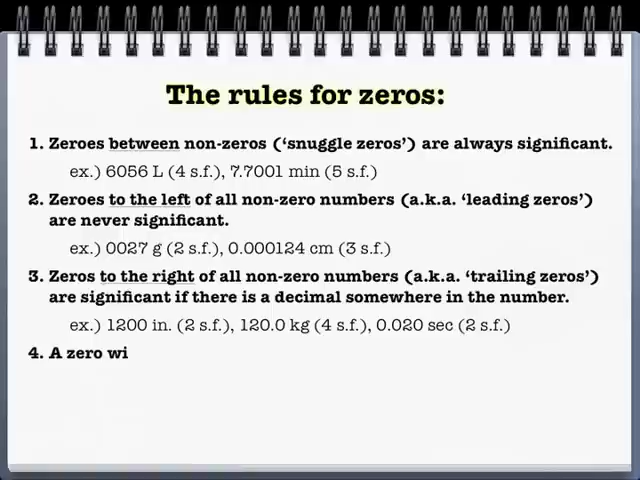 The rules for zeros:
1. Zeroes between non-zeros (‘snuggle zeros’) are always significant.
ex.) 6056 L (4 s.f.), 7.7001 min (5 s.f.)
2. Zeroes to the left of all non-zero numbers (a.k.a. ‘leading zeros’)
are never significant.
ex.) 0027 g (2 s.f.), 0.000124 cm (3 s.f.)
3. Zeros to the right of all non-zero numbers (a.k.a. ‘trailing zeros’)
are significant if there is a decimal somewhere in the number.
ex.) 1200 in. (2 s.f.), 120.0 kg (4 s.f.), 0.020 sec (2 s.f.)
4. A zero wi